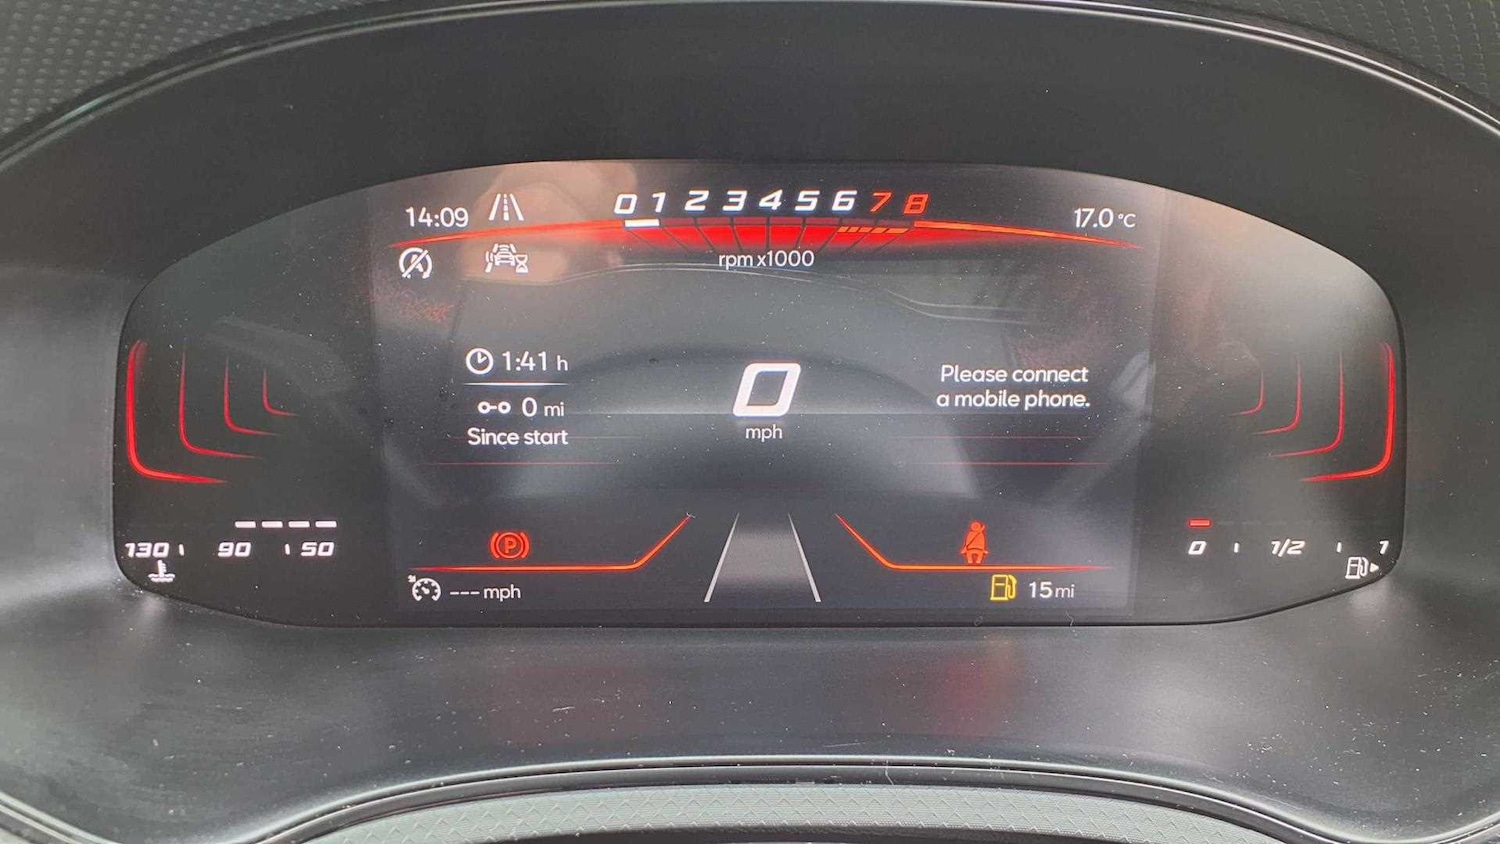 0 1 2 3 4 5 6 7 8
14:09
17.0 °C
rpm x1000
1:41 h
0 mi
Since start
0
mph
Please connect
a mobile phone.
130 90 50
P
0 1/2 1
--- mph
15 mi